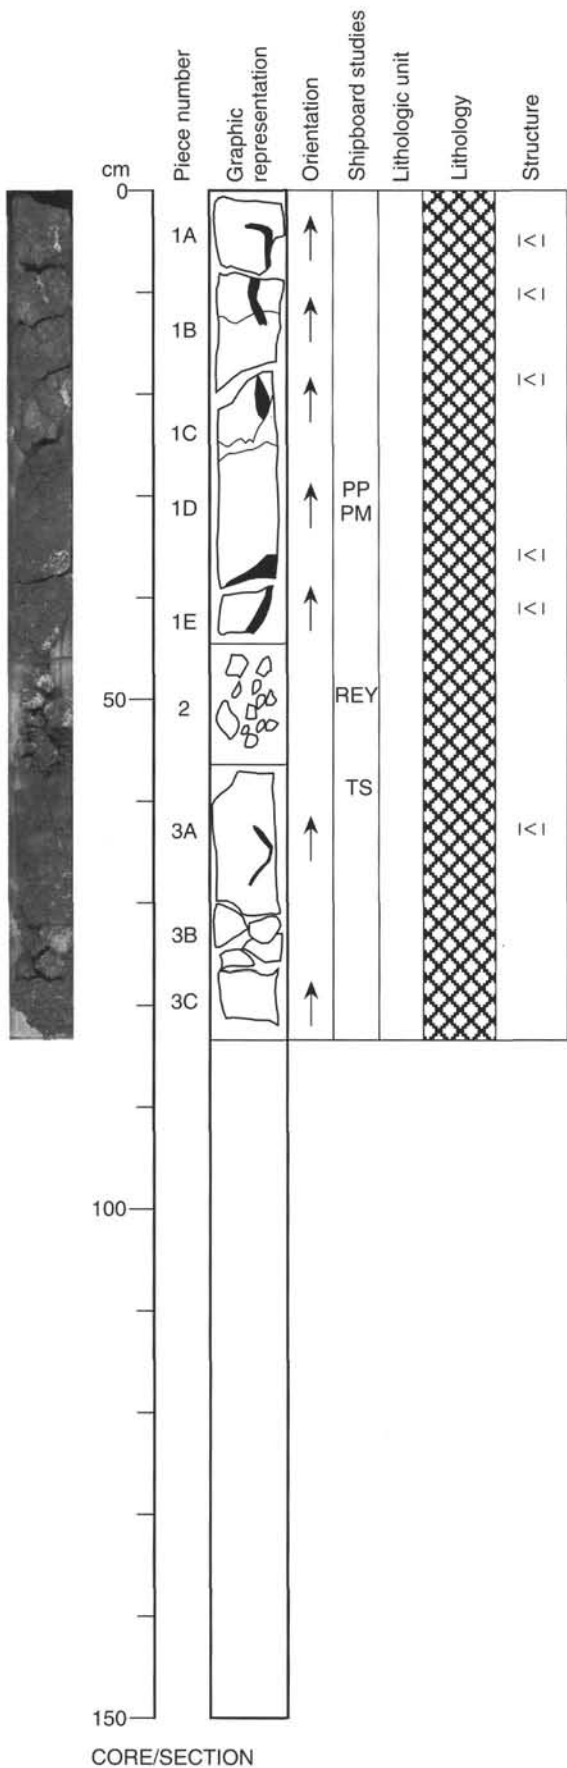 cm
Piece number
Graphic
representation
Orientation
Shipboard studies
Lithologic unit
Lithology
Structure
0
1A
1B
1C
1D
PP
PM
1E
50
2
REY
TS
3A
3B
3C
100
150
CORE/SECTION